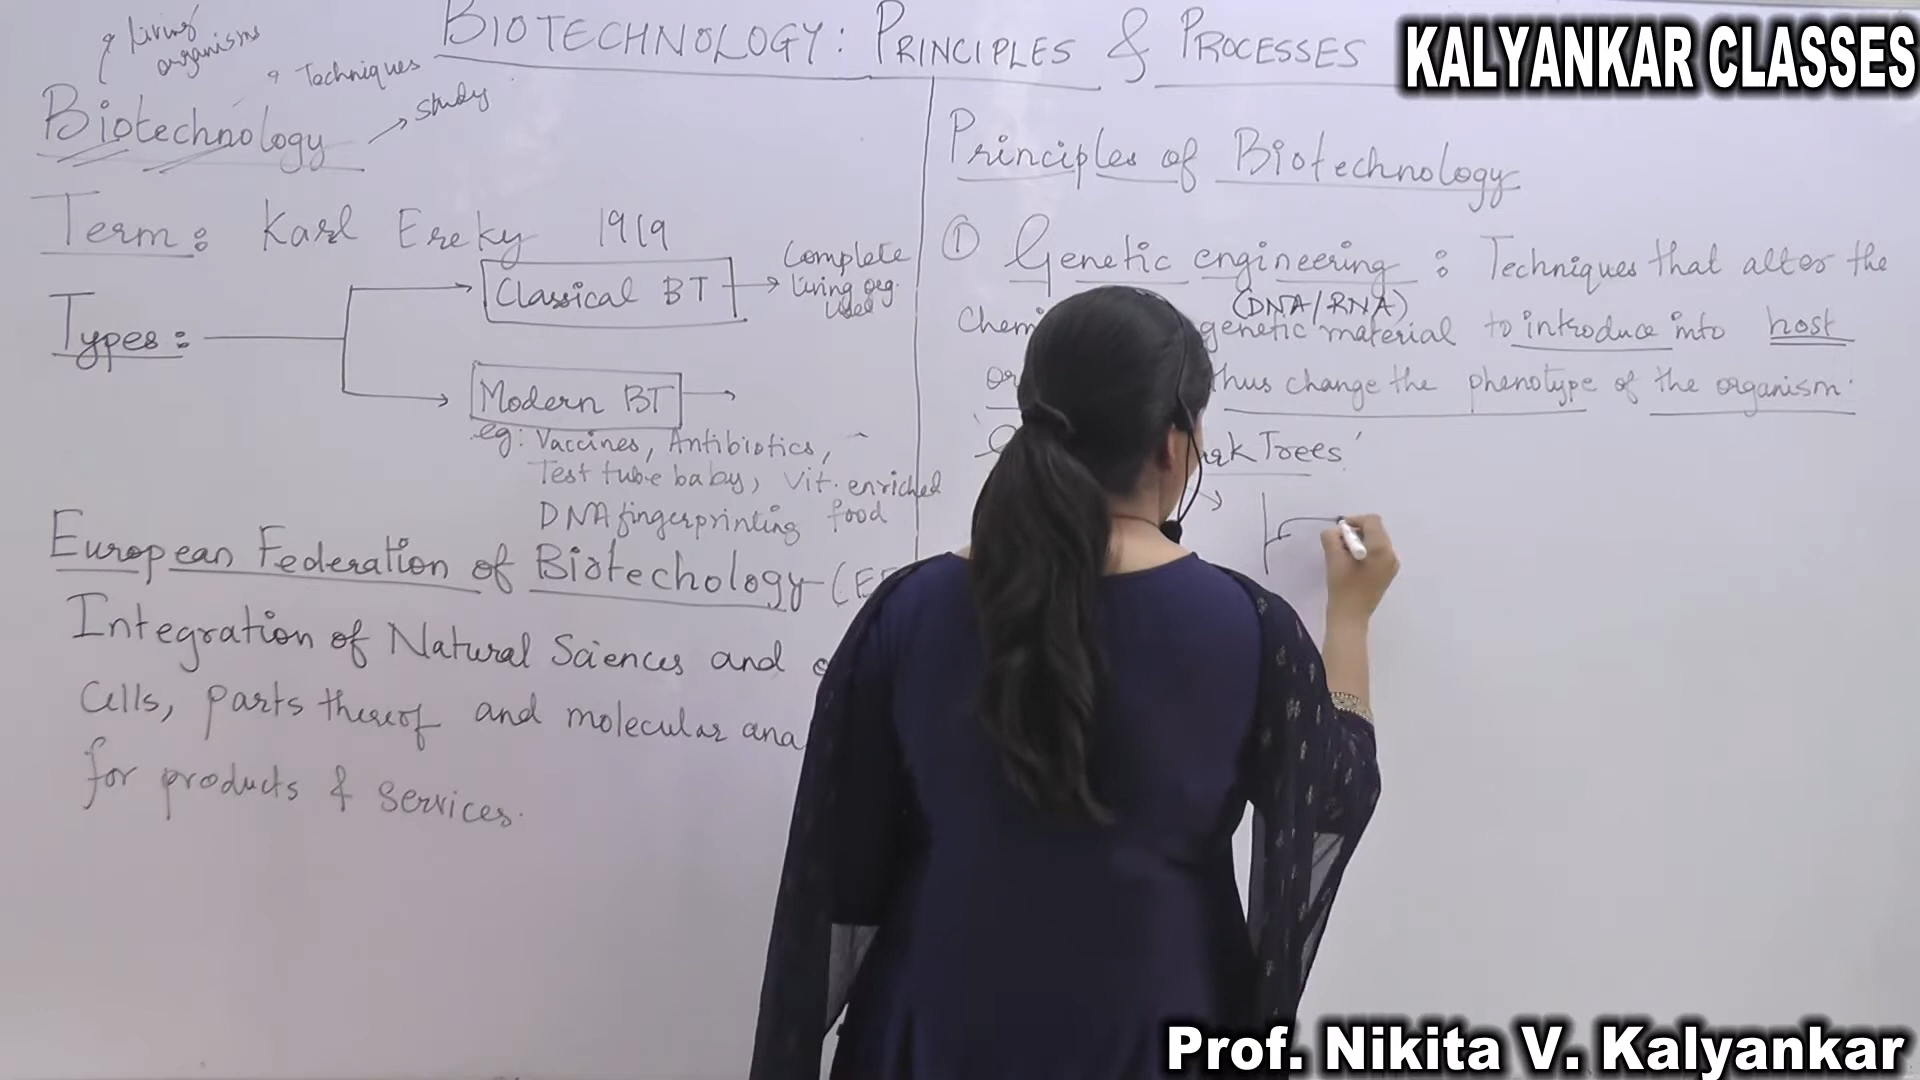 BIOTECHNOLOGY: PRINCIPLES & PROCESSES
KALYANKAR CLASSES
living
organisms
Techniques
study
Biotechnology
Term: Karl Ereky 1919
Types:
Classical BT
Complete
living org.
used
Modern BT
eg: Vaccines, Antibiotics,
Test tube baby, Vit. enriched
DNA fingerprinting food
European Federation of Biotechology (E
Integration of Natural Sciences and
Cells, parts thereof and molecular ana
for products & services.
Principles of Biotechnology
① Genetic engineering : Techniques that alter the
(DNA/RNA)
Chem genetic material to introduce into host
or thus change the phenotype of the organism.
Trees'
Prof. Nikita V. Kalyankar